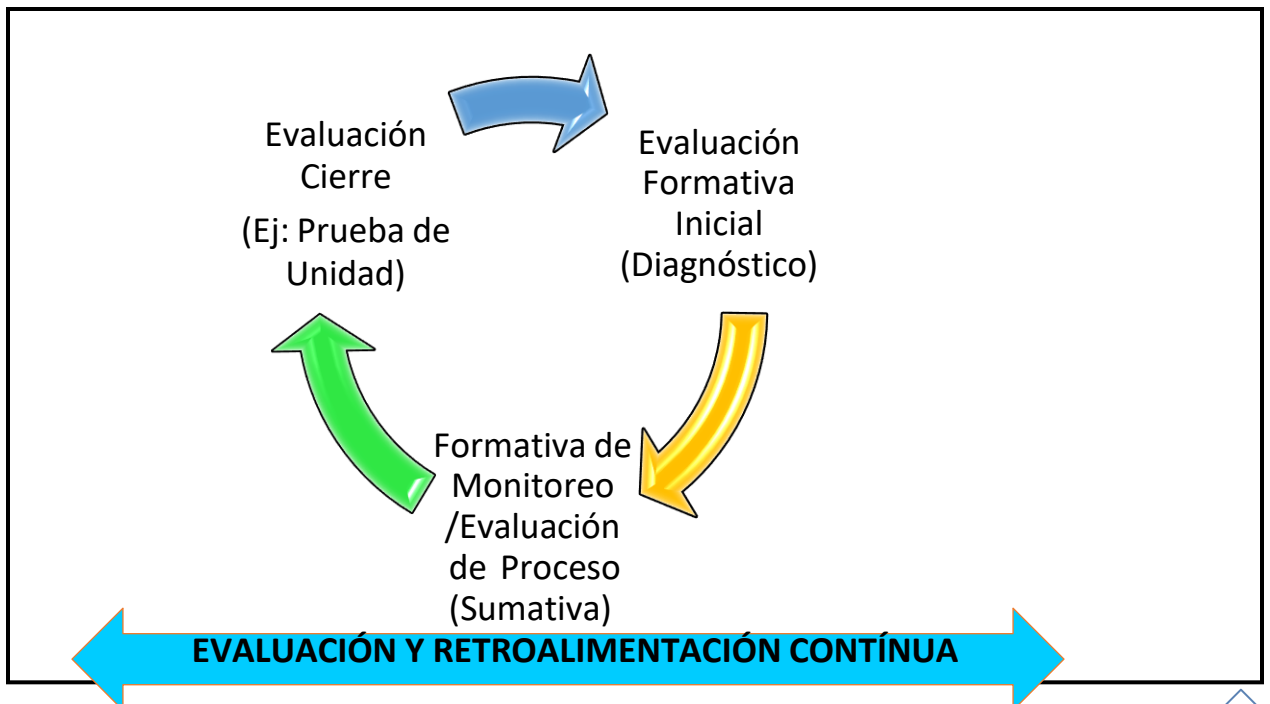 Evaluación
Cierre
(Ej: Prueba de
Unidad)
Evaluación
Formativa
Inicial
(Diagnóstico)
Formativa de
Monitoreo
/Evaluación
de Proceso
(Sumativa)
EVALUACIÓN Y RETROALIMENTACIÓN CONTÍNUA